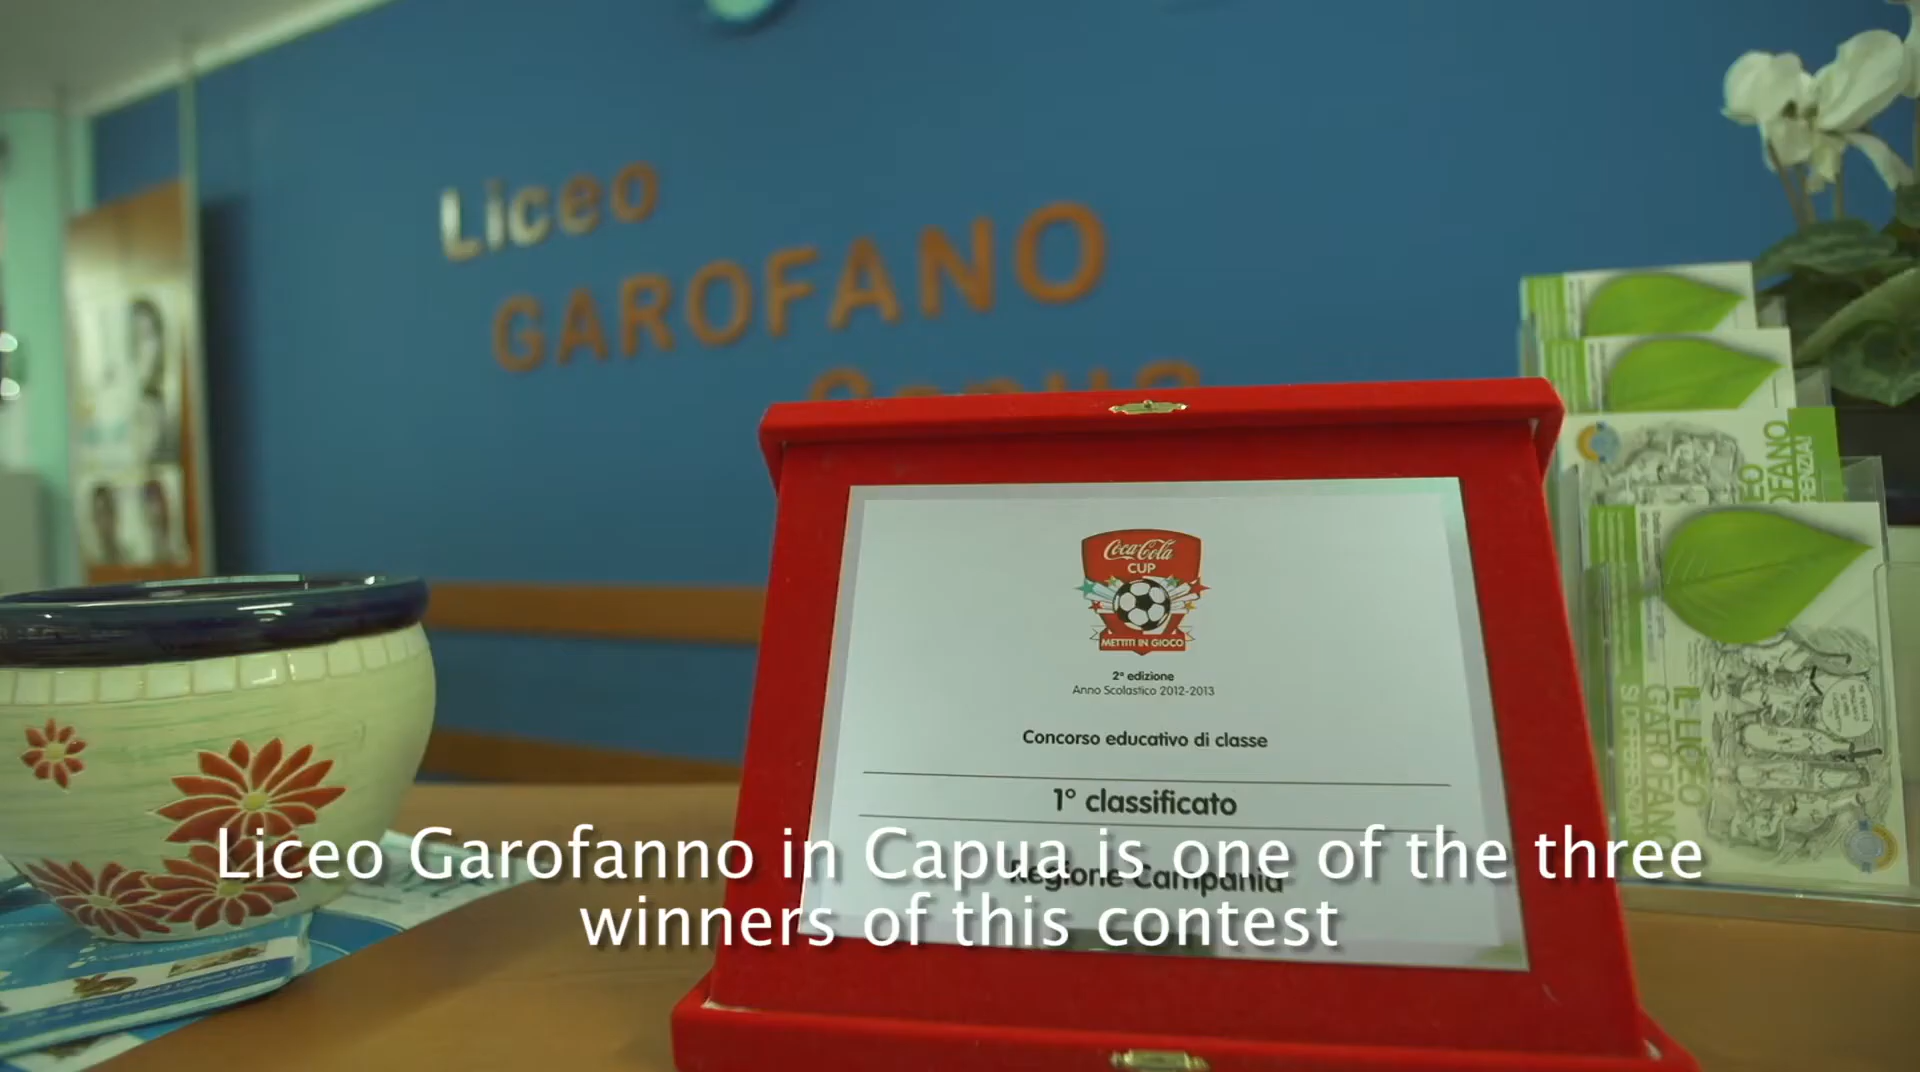 Liceo
GAROFANO
Capua
Coca-Cola
CUP
METTITI IN GIOCO
2ª edizione
Anno Scolastico 2012-2013
Concorso educativo di classe
1° classificato
Regione Campania
Liceo Garofanno in Capua is one of the three
winners of this contest
IL LICEO
GAROFANO